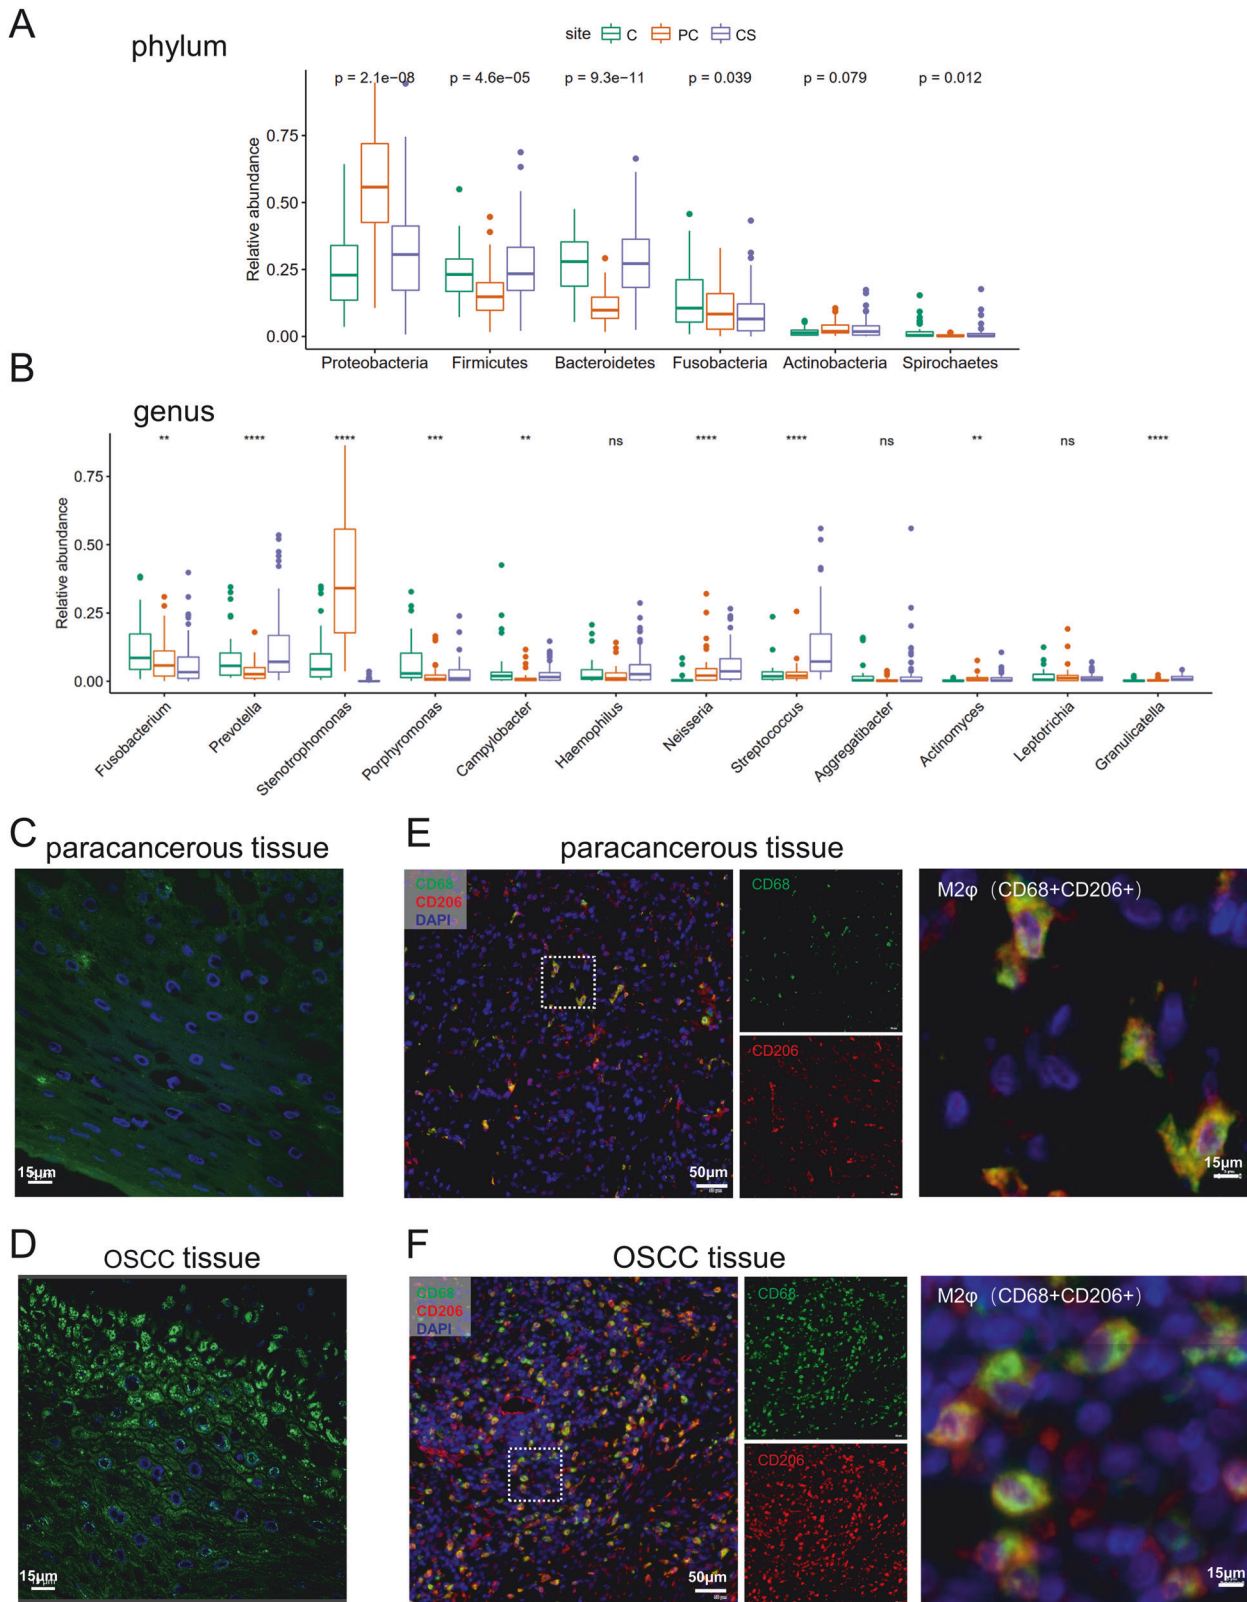 A
phylum
site C PC CS
p = 2.1e−08 p = 4.6e−05 p = 9.3e−11 p = 0.039 p = 0.079 p = 0.012
Relative abundance
0.75
0.50
0.25
0.00
Proteobacteria Firmicutes Bacteroidetes Fusobacteria Actinobacteria Spirochaetes
B
genus
** **** **** *** ** ns **** **** ns ** ns ****
Relative abundance
0.75
0.50
0.25
0.00
Fusobacterium Prevotella Stenotrophomonas Porphyromonas Campylobacter Haemophilus Neisseria Streptococcus Aggregatibacter Actinomyces Leptotrichia Granulicatella
C
paracancerous tissue
15μm
D
OSCC tissue
15μm
E
paracancerous tissue
CD68
CD206
DAPI
50μm
CD68
CD206
M2φ (CD68+CD206+)
15μm
F
OSCC tissue
CD68
CD206
DAPI
50μm
CD68
CD206
M2φ (CD68+CD206+)
15μm